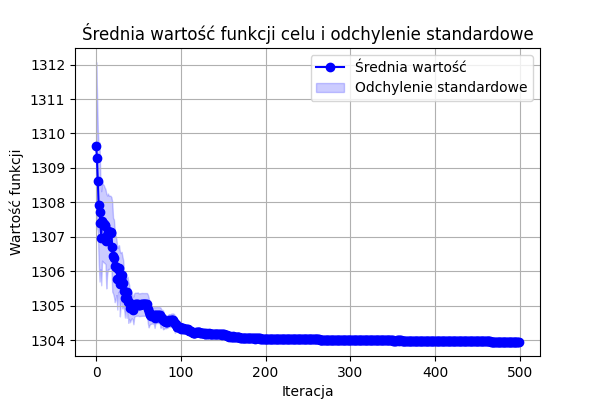 Średnia wartość funkcji celu i odchylenie standardowe
Średnia wartość
Odchylenie standardowe
Wartość funkcji
1312
1311
1310
1309
1308
1307
1306
1305
1304
0 100 200 300 400 500
Iteracja